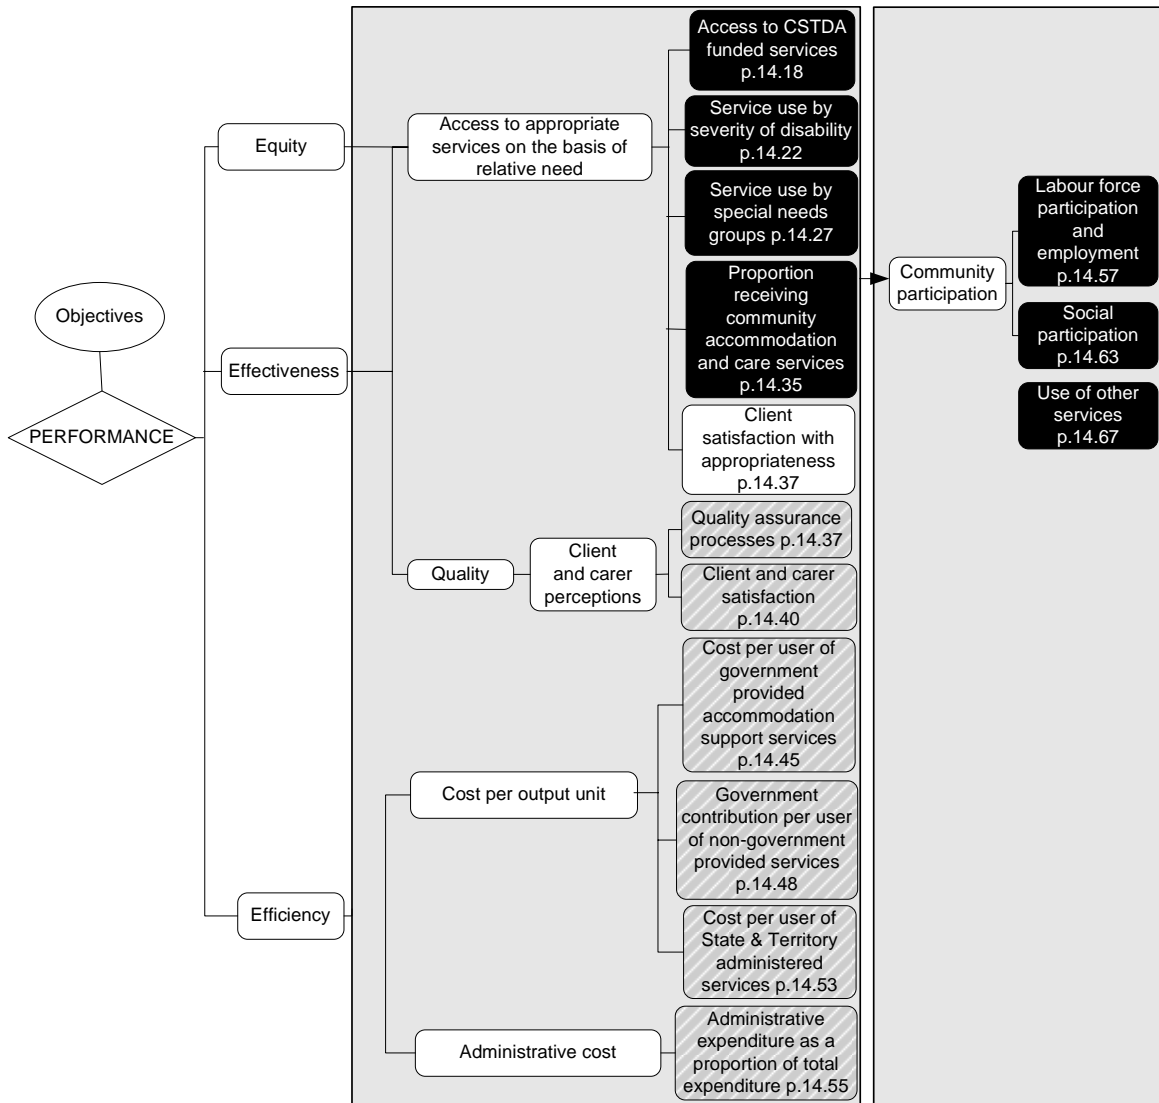 Objectives
PERFORMANCE
Equity
Effectiveness
Efficiency
Access to appropriate
services on the basis of
relative need
Quality
Client
and carer
perceptions
Cost per output unit
Administrative cost
Access to CSTDA
funded services
p.14.18
Service use by
severity of disability
p.14.22
Service use by
special needs
groups p.14.27
Proportion
receiving
community
accommodation
and care services
p.14.35
Client
satisfaction with
appropriateness
p.14.37
Quality assurance
processes p.14.37
Client and carer
satisfaction
p.14.40
Cost per user of
government
provided
accommodation
support services
p.14.45
Government
contribution per user
of non-government
provided services
p.14.48
Cost per user of
State & Territory
administered
services p.14.53
Administrative
expenditure as a
proportion of total
expenditure p.14.55
Community
participation
Labour force
participation
and
employment
p.14.57
Social
participation
p.14.63
Use of other
services
p.14.67